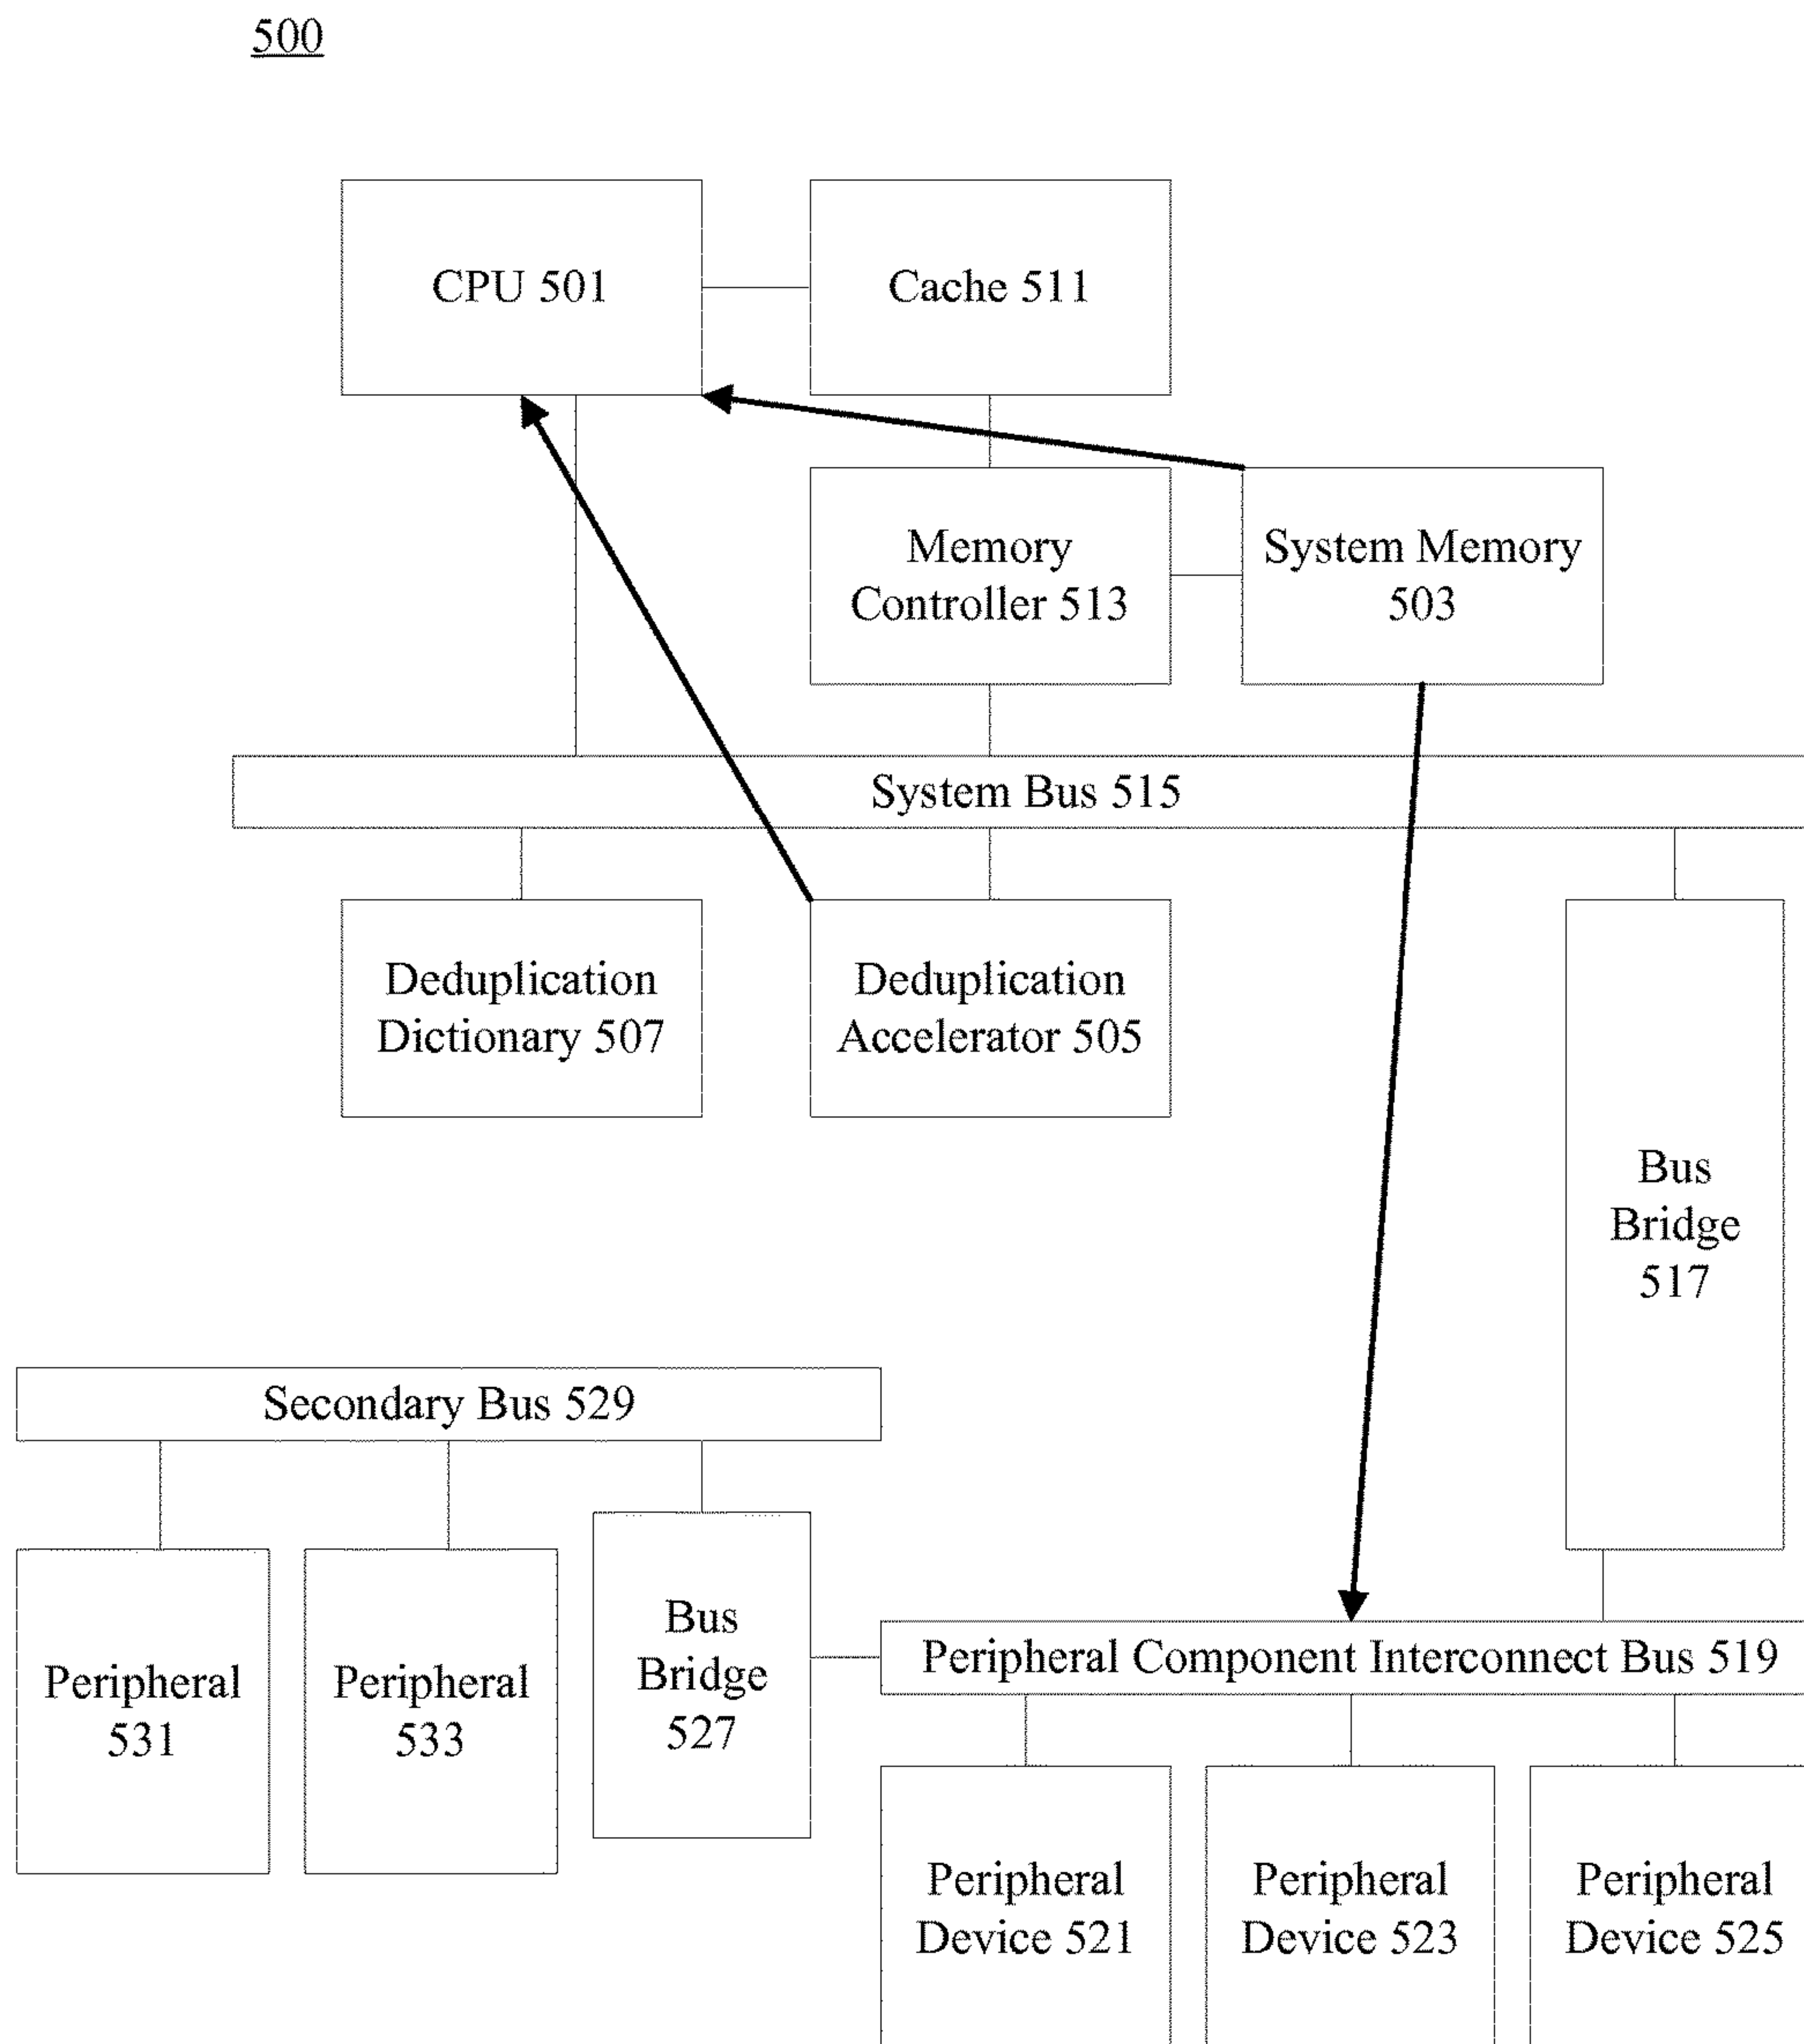 500
CPU 501
Cache 511
Memory
Controller 513
System Memory
503
System Bus 515
Deduplication
Dictionary 507
Deduplication
Accelerator 505
Bus
Bridge
517
Secondary Bus 529
Peripheral
531
Peripheral
533
Bus
Bridge
527
Peripheral Component Interconnect Bus 519
Peripheral
Device 521
Peripheral
Device 523
Peripheral
Device 525